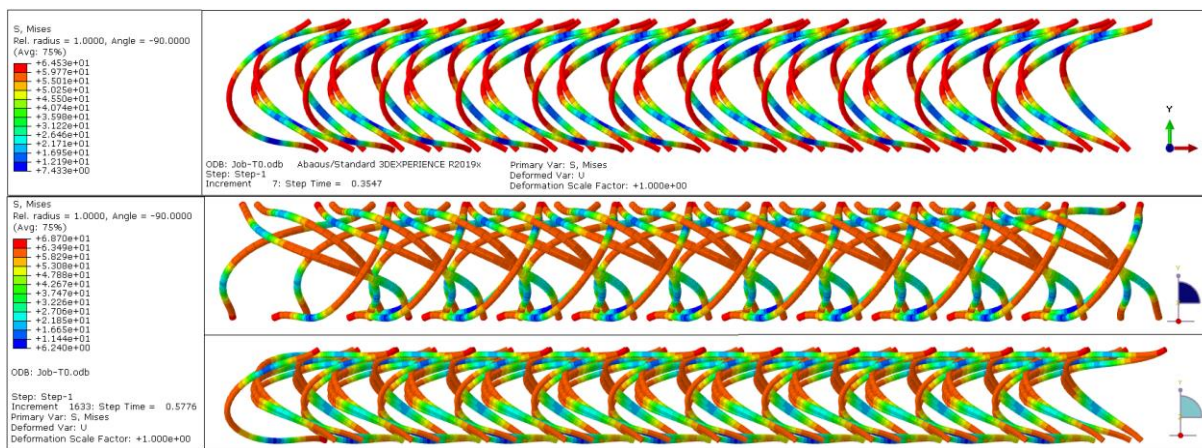 S, Mises
Rel. radius = 1.0000, Angle = -90.0000
(Avg: 75%)
+6.453e+01
+5.977e+01
+5.501e+01
+5.025e+01
+4.550e+01
+4.074e+01
+3.598e+01
+3.122e+01
+2.646e+01
+2.171e+01
+1.695e+01
+1.219e+01
+7.433e+00
Y
ODB: Job-T0.odb Abaqus/Standard 3DEXPERIENCE R2019x
Step: Step-1
Increment 7: Step Time = 0.3547
Primary Var: S, Mises
Deformed Var: U
Deformation Scale Factor: +1.000e+00
S, Mises
Rel. radius = 1.0000, Angle = -90.0000
(Avg: 75%)
+6.870e+01
+6.349e+01
+5.829e+01
+5.308e+01
+4.788e+01
+4.267e+01
+3.747e+01
+3.226e+01
+2.706e+01
+2.185e+01
+1.665e+01
+1.144e+01
+6.240e+00
ODB: Job-T0.odb
Step: Step-1
Increment 1633: Step Time = 0.5776
Primary Var: S, Mises
Deformed Var: U
Deformation Scale Factor: +1.000e+00
Y
Y